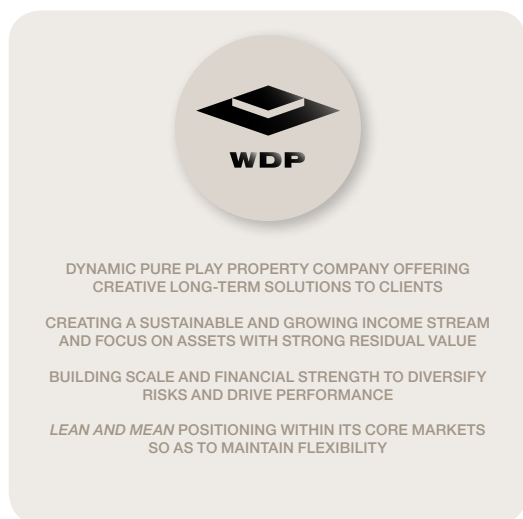 WDP
DYNAMIC PURE PLAY PROPERTY COMPANY OFFERING
CREATIVE LONG-TERM SOLUTIONS TO CLIENTS
CREATING A SUSTAINABLE AND GROWING INCOME STREAM
AND FOCUS ON ASSETS WITH STRONG RESIDUAL VALUE
BUILDING SCALE AND FINANCIAL STRENGTH TO DIVERSIFY
RISKS AND DRIVE PERFORMANCE
LEAN AND MEAN POSITIONING WITHIN ITS CORE MARKETS
SO AS TO MAINTAIN FLEXIBILITY